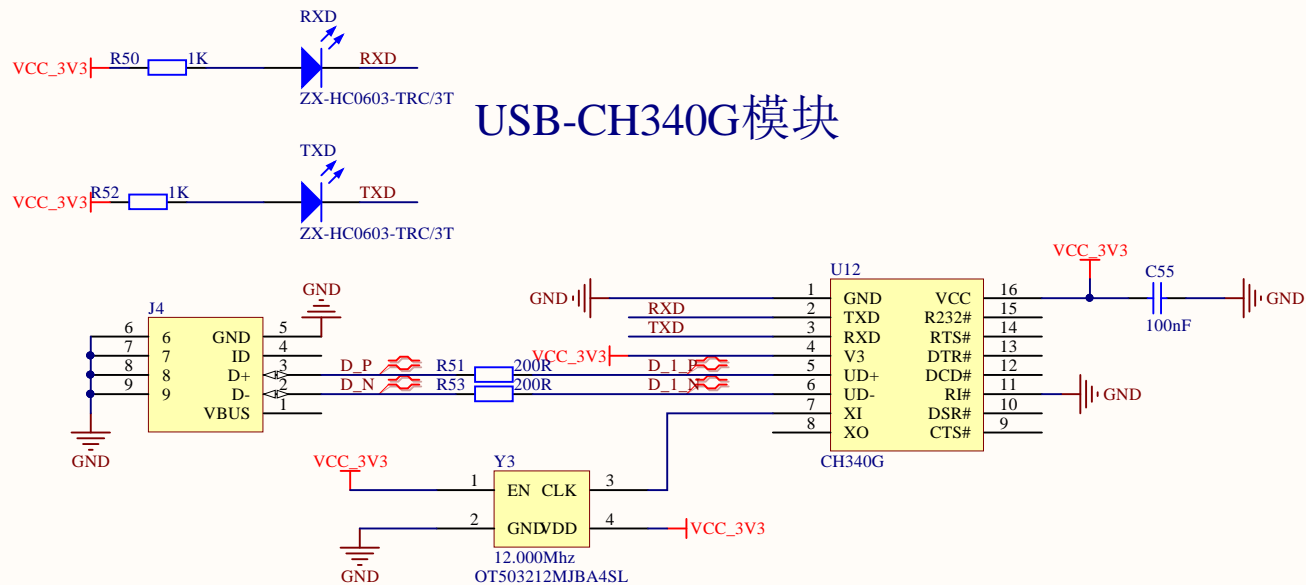 RXD
R50
1K
VCC_3V3
RXD
ZX-HC0603-TRC/3T
USB-CH340G模块
TXD
R52
1K
VCC_3V3
TXD
ZX-HC0603-TRC/3T
J4
GND
6 6 GND 5
7 7 ID 4
8 8 D+ 3
9 9 D- 2
VBUS 1
GND
D_P
R51
200R
D_1_P
D_N
R53
200R
D_1_N
U12
GND
1 GND VCC 16
RXD
2 TXD R232# 15
TXD
3 RXD RTS# 14
VCC_3V3
4 V3 DTR# 13
5 UD+ DCD# 12
6 UD- RI# 11
7 XI DSR# 10
8 XO CTS# 9
CH340G
VCC_3V3
C55
100nF
GND
GND
Y3
VCC_3V3
1 EN CLK 3
2 GND VDD 4
VCC_3V3
GND
12.000Mhz
OT503212MJBA4SL